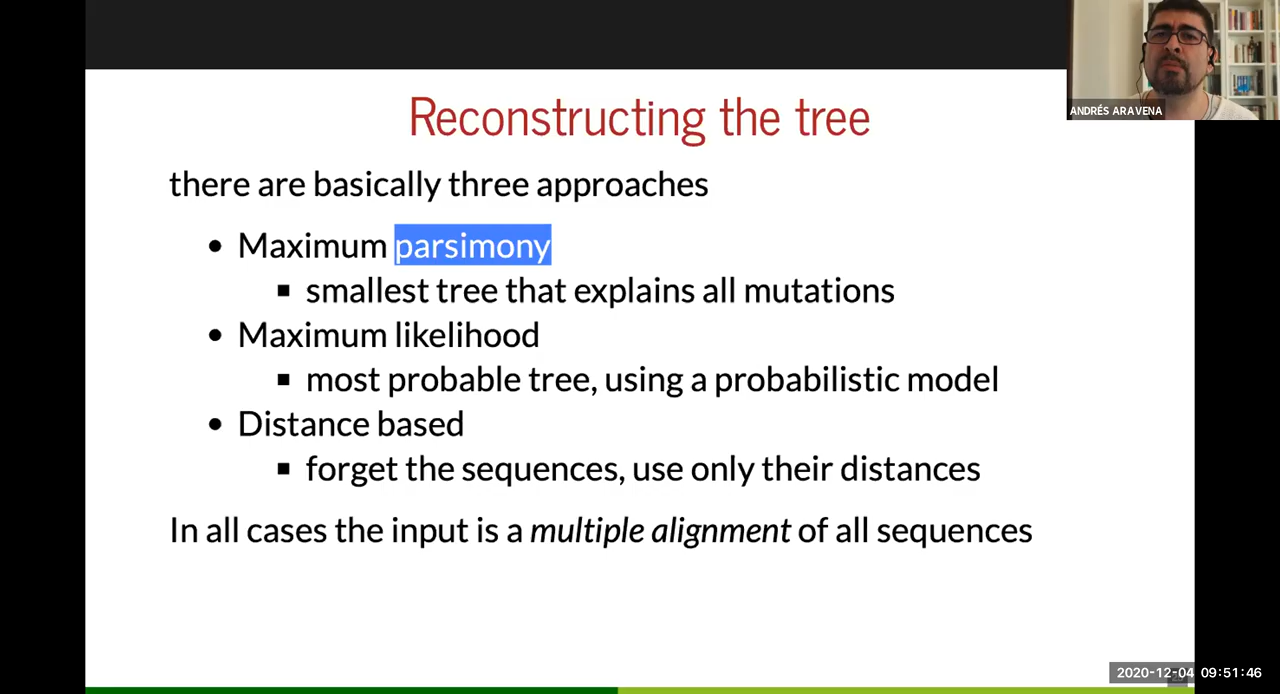 ANDRÉS ARAVENA
Reconstructing the tree
there are basically three approaches
• Maximum parsimony
▪ smallest tree that explains all mutations
• Maximum likelihood
▪ most probable tree, using a probabilistic model
• Distance based
▪ forget the sequences, use only their distances
In all cases the input is a multiple alignment of all sequences
2020-12-04 09:51:46